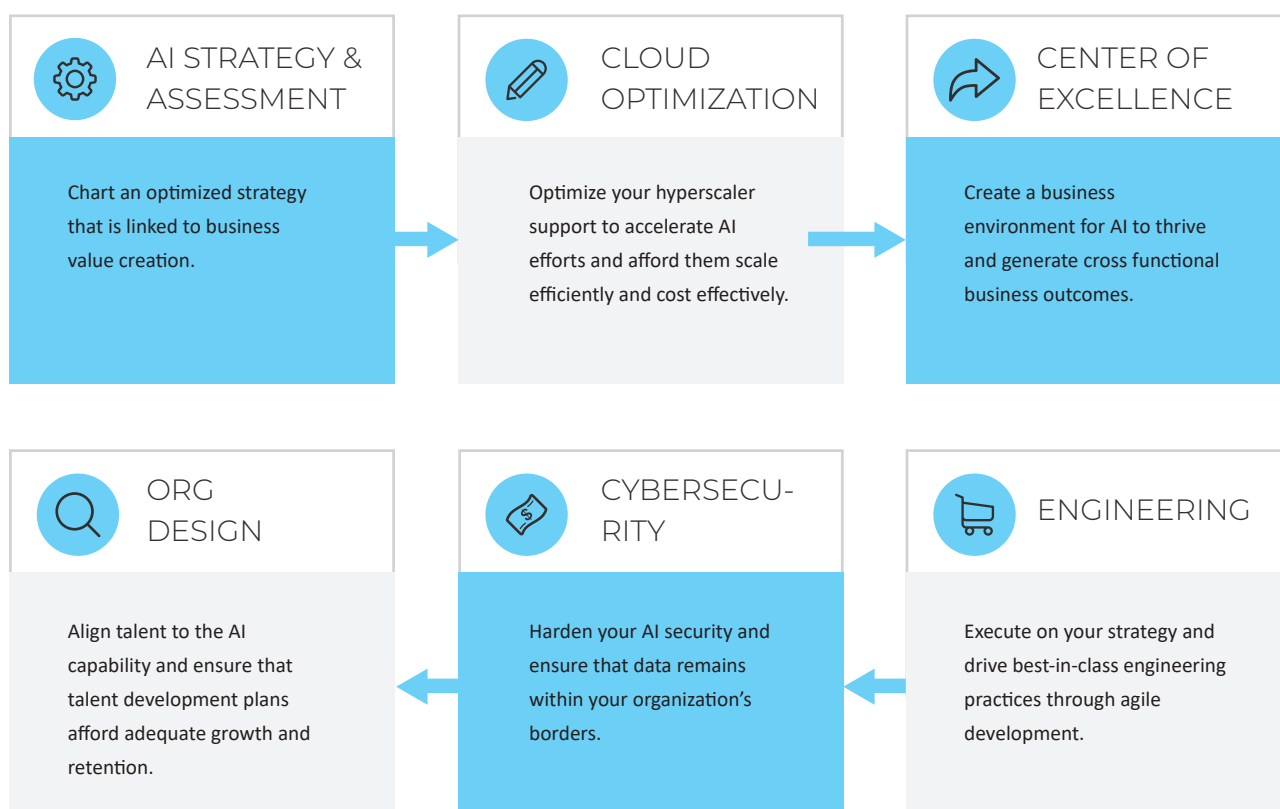 AI STRATEGY &
ASSESSMENT
Chart an optimized strategy
that is linked to business
value creation.
CLOUD
OPTIMIZATION
Optimize your hyperscaler
support to accelerate AI
efforts and afford them scale
efficiently and cost effectively.
CENTER OF
EXCELLENCE
Create a business
environment for AI to thrive
and generate cross functional
business outcomes.
ORG
DESIGN
Align talent to the AI
capability and ensure that
talent development plans
afford adequate growth and
retention.
$
CYBERSECU-
RITY
Harden your AI security and
ensure that data remains
within your organization’s
borders.
ENGINEERING
Execute on your strategy and
drive best-in-class engineering
practices through agile
development.